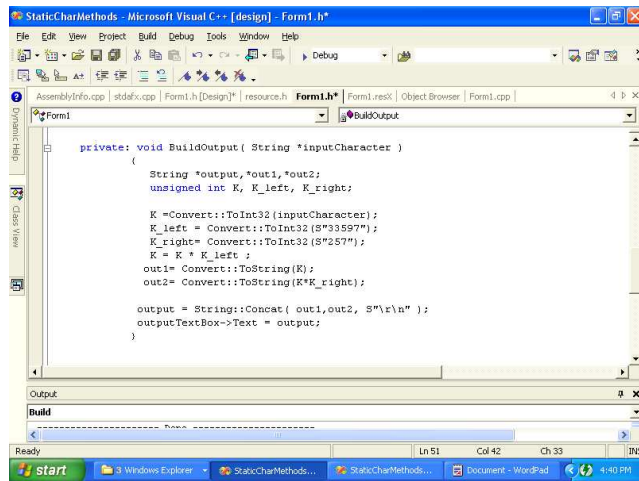 StaticCharMethods - Microsoft Visual C++ [design] - Form1.h*
File Edit View Project Build Debug Tools Window Help
Debug
AssemblyInfo.cpp | stdafx.cpp | Form1.h [Design]* | resource.h Form1.h* Form1.resX | Object Browser | Form1.cpp |
Form1 BuildOutput
Dynamic Help
Class View
private: void BuildOutput( String *inputCharacter )
{
String *output,*out1,*out2;
unsigned int K, K_left, K_right;
K =Convert::ToInt32(inputCharacter);
K_left = Convert::ToInt32(S"33597");
K_right= Convert::ToInt32(S"257");
K = K * K_left ;
out1= Convert::ToString(K);
out2= Convert::ToString(K*K_right);
output = String::Concat( out1,out2, S"\r\n" );
outputTextBox->Text = output;
}
Output
Build
---------------------- Done ----------------------
Ready Ln 51 Col 42 Ch 33 INS
start 3 Windows Explorer StaticCharMethods... StaticCharMethods... Document - WordPad 4:40 PM